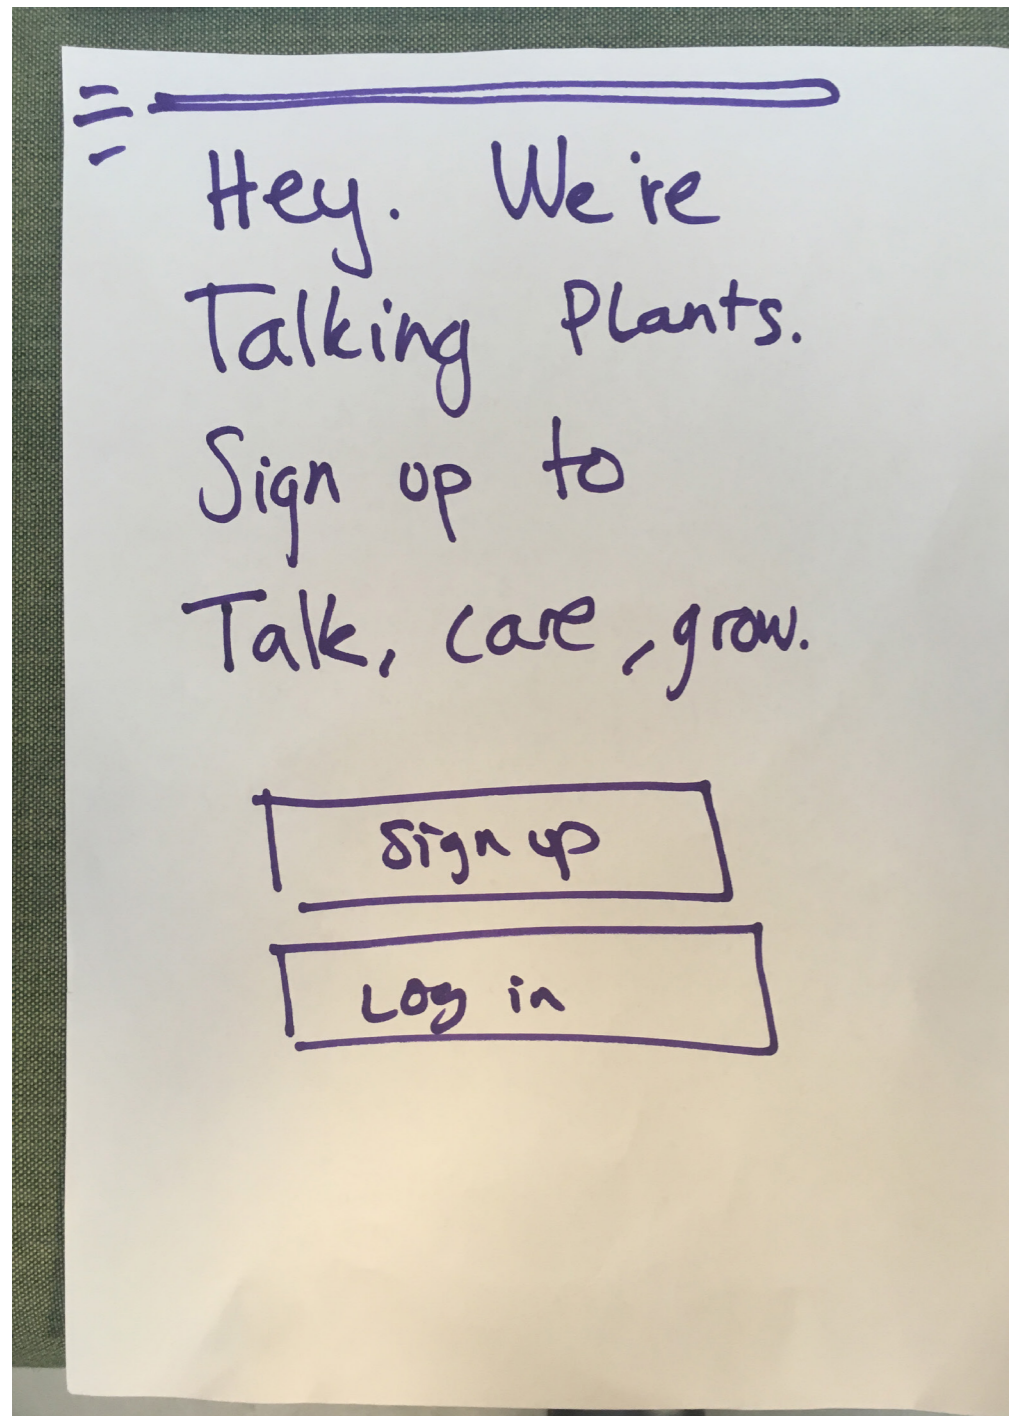 Hey. We're
Talking Plants.
Sign up to
Talk, care, grow.
Sign up
Log in